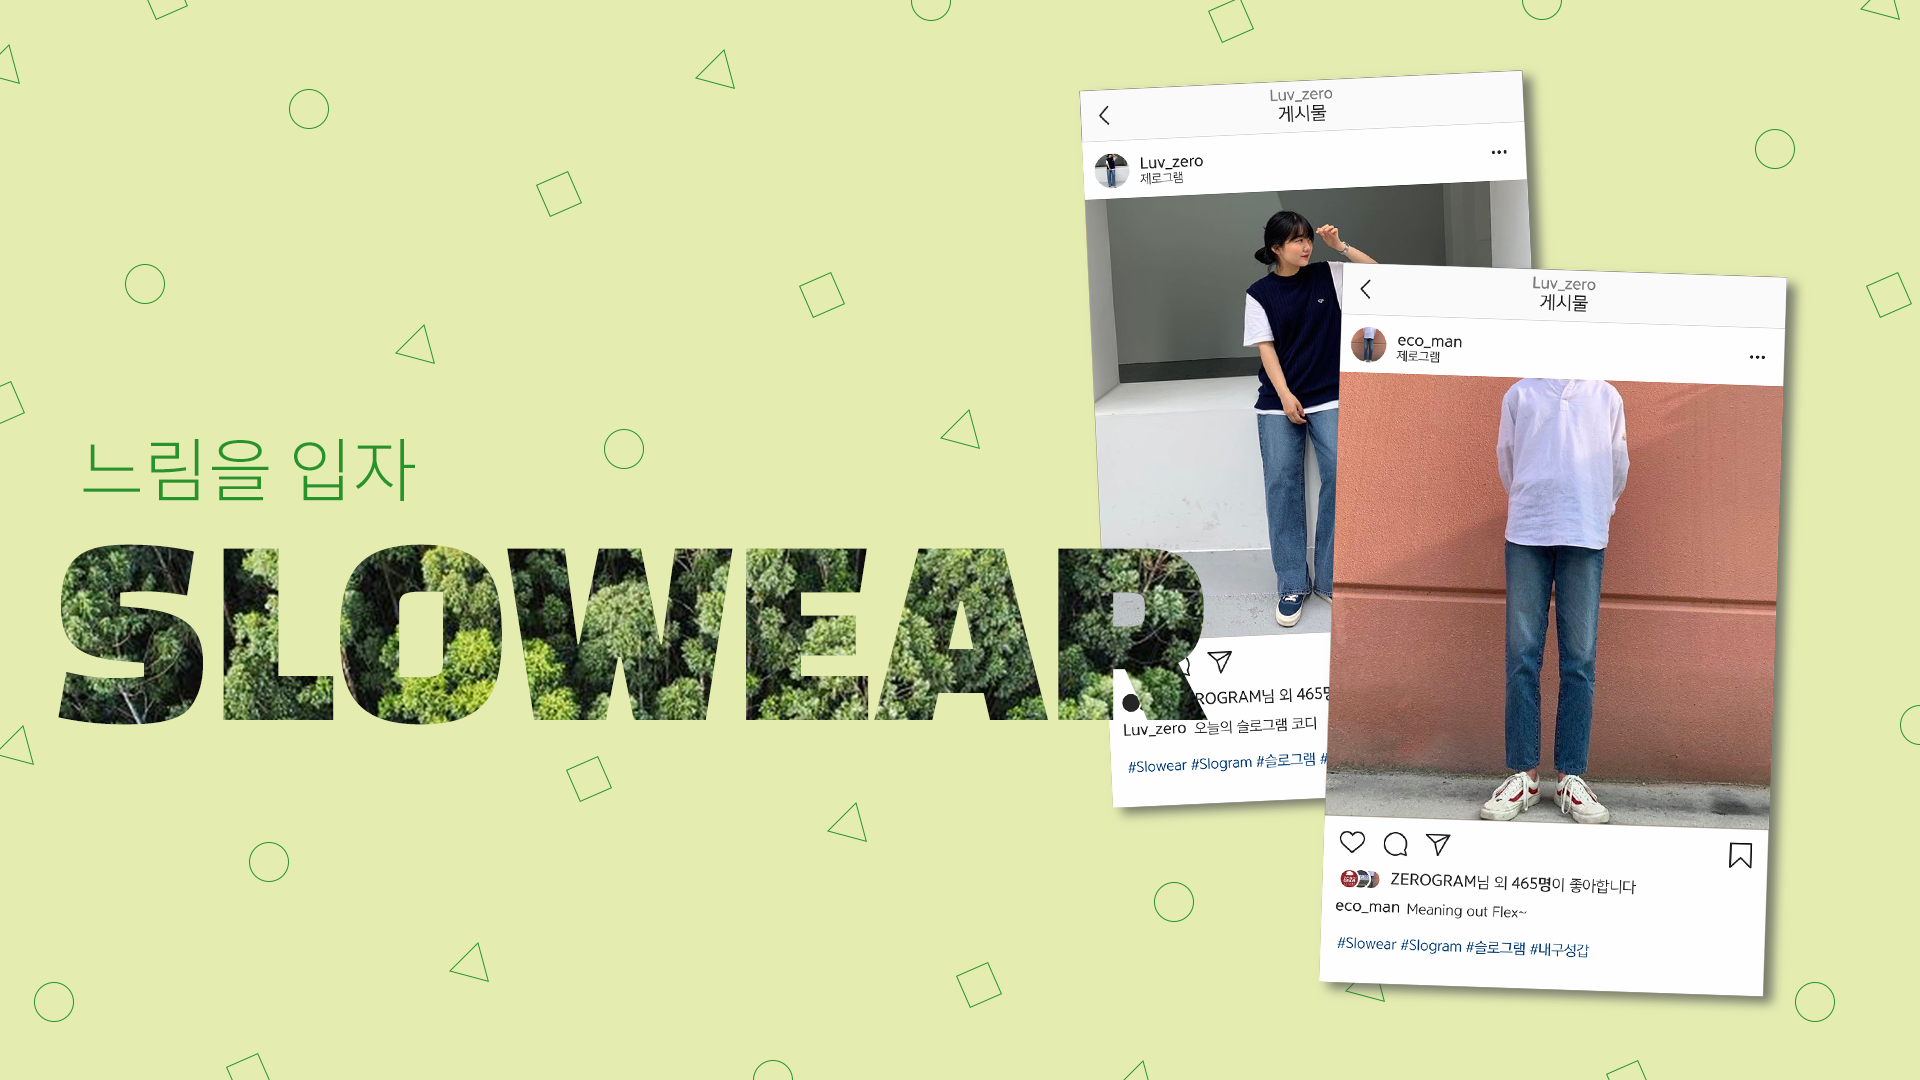 느림을 입자
SLOWEAR
Luv_zero
게시물
Luv_zero
제로그램
ROGRAM님 외 465명
Luv_zero 오늘의 슬로그램 코디
#Slowear #Slogram #슬로그램 #
Luv_zero
게시물
eco_man
제로그램
ZEROGRAM님 외 465명이 좋아합니다
eco_man Meaning out Flex~
#Slowear #Slogram #슬로그램 #내구성갑